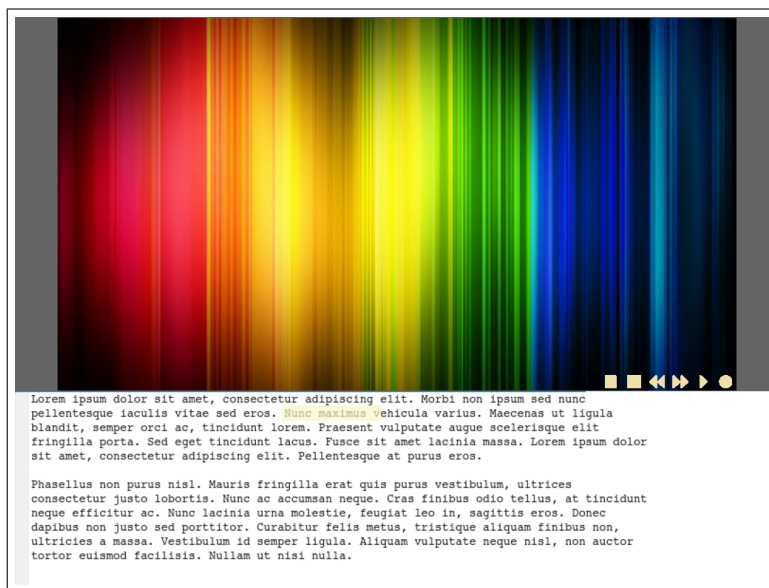 Lorem ipsum dolor sit amet, consectetur adipiscing elit. Morbi non ipsum sed nunc
pellentesque iaculis vitae sed eros. Nunc maximus vehicula varius. Maecenas ut ligula
blandit, semper orci ac, tincidunt lorem. Praesent vulputate augue scelerisque elit
fringilla porta. Sed eget tincidunt lacus. Fusce sit amet lacinia massa. Lorem ipsum dolor
sit amet, consectetur adipiscing elit. Pellentesque at purus eros.

Phasellus non purus nisl. Mauris fringilla erat quis purus vestibulum, ultrices
consectetur justo lobortis. Nunc ac accumsan neque. Cras finibus odio tellus, at tincidunt
neque efficitur ac. Nunc lacinia urna molestie, feugiat leo in, sagittis eros. Donec
dapibus non justo sed porttitor. Curabitur felis metus, tristique aliquam finibus non,
ultricies a massa. Vestibulum id semper ligula. Aliquam vulputate neque nisl, non auctor
tortor euismod facilisis. Nullam ut nisi nulla.